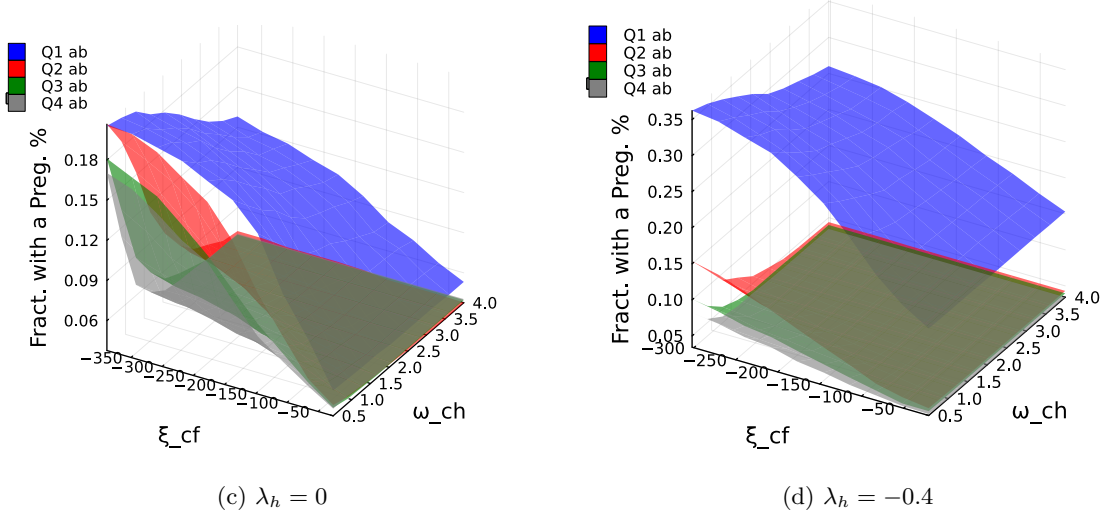 Q1 ab
Q2 ab
Q3 ab
Q4 ab
Fract. with a Preg. %
0.18
0.15
0.12
0.09
0.06
−350
−300
−250
−200
−150
−100
−50
ξ_cf
0.5
1.0
1.5
2.0
2.5
3.0
3.5
4.0
ω_ch
(c) λ_h = 0
Q1 ab
Q2 ab
Q3 ab
Q4 ab
Fract. with a Preg. %
0.35
0.30
0.25
0.20
0.15
0.10
0.05
−300
−250
−200
−150
−100
−50
ξ_cf
0.5
1.0
1.5
2.0
2.5
3.0
3.5
4.0
ω_ch
(d) λ_h = −0.4